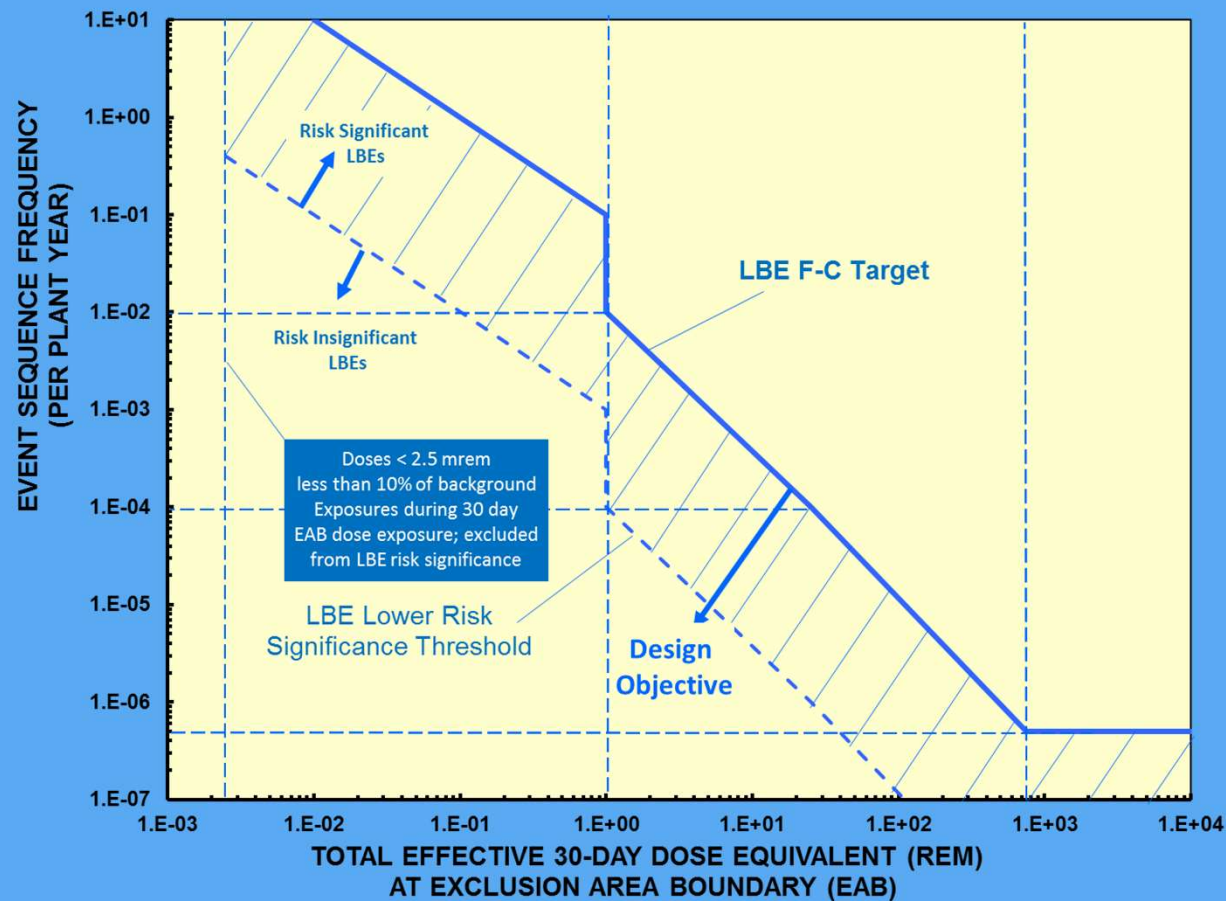 EVENT SEQUENCE FREQUENCY
(PER PLANT YEAR)
1.E+01
1.E+00
1.E-01
1.E-02
1.E-03
1.E-04
1.E-05
1.E-06
1.E-07
Risk Significant
LBEs
Risk Insignificant
LBEs
LBE F-C Target
Doses < 2.5 mrem
less than 10% of background
Exposures during 30 day
EAB dose exposure; excluded
from LBE risk significance
LBE Lower Risk
Significance Threshold
Design
Objective
1.E-03 1.E-02 1.E-01 1.E+00 1.E+01 1.E+02 1.E+03 1.E+04
TOTAL EFFECTIVE 30-DAY DOSE EQUIVALENT (REM)
AT EXCLUSION AREA BOUNDARY (EAB)